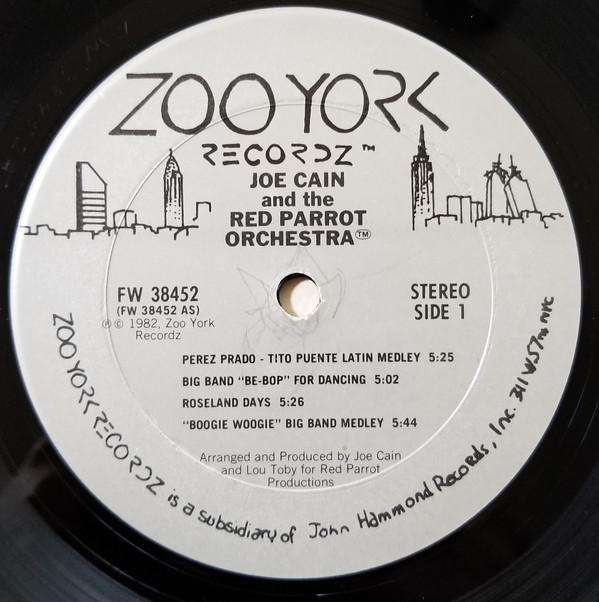 ZOO YORK
RECORDZ™
JOE CAIN
and the
RED PARROT
ORCHESTRA™
FW 38452
(FW 38452 AS)
℗ © 1982, Zoo York
Recordz
STEREO
SIDE 1
PEREZ PRADO - TITO PUENTE LATIN MEDLEY 5:25
BIG BAND "BE-BOP" FOR DANCING 5:02
ROSELAND DAYS 5:26
"BOOGIE WOOGIE" BIG BAND MEDLEY 5:44
Arranged and Produced by Joe Cain
and Lou Toby for Red Parrot
Productions
ZOO YORK RECORDZ is a subsidiary of John Hammond Records, Inc. 311 W. 57TH NYC